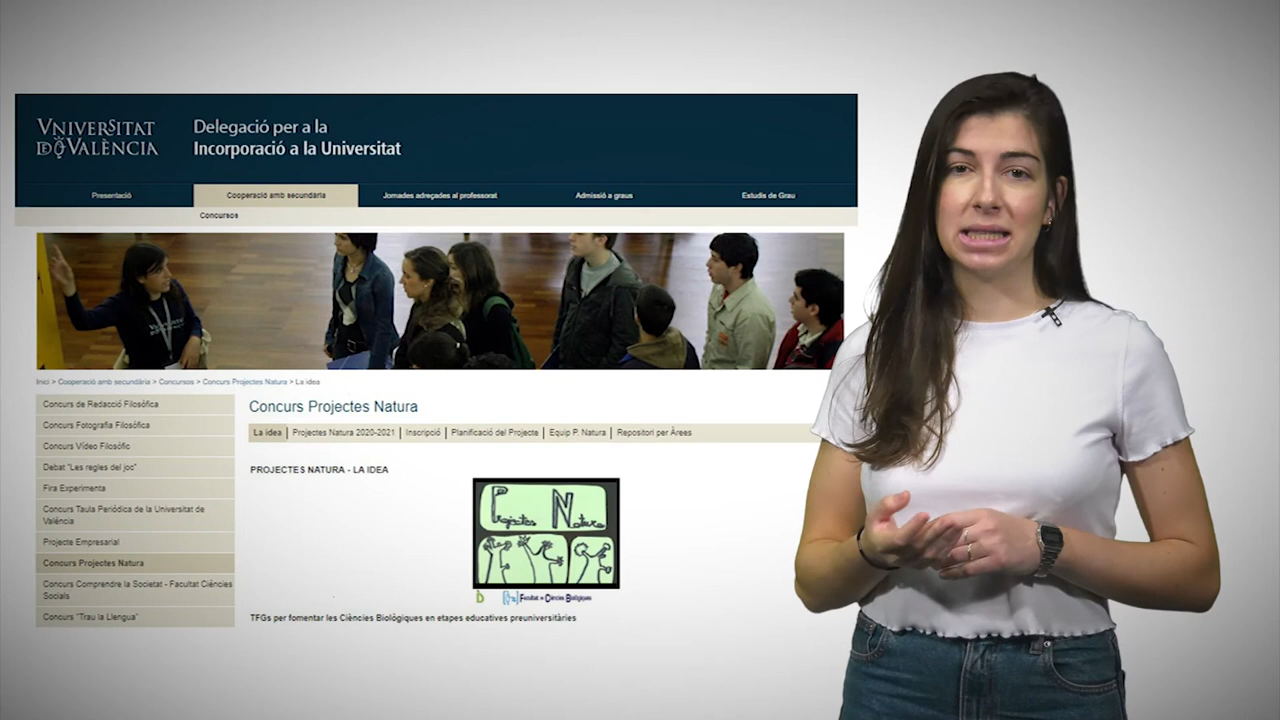 VNIVERSITAT
DE VALÈNCIA
Delegació per a la
Incorporació a la Universitat
Presentació
Cooperació amb secundària
Jornades adreçades al professorat
Admissió a graus
Estudis de Grau
Concursos
Inici > Cooperació amb secundària > Concursos > Concurs Projectes Natura > La idea
Concurs de Redacció Filosòfica
Concurs Fotografia Filosòfica
Concurs Vídeo Filosòfic
Debat "Les regles del joc"
Fira Experimenta
Concurs Taula Periódica de la Universitat de
València
Projecte Empresarial
Concurs Projectes Natura
Concurs Comprendre la Societat - Facultat Ciències
Socials
Concurs "Trau la Llengua"
Concurs Projectes Natura
La idea | Projectes Natura 2020-2021 | Inscripció | Planificació del Projecte | Equip P. Natura | Repositori per Àrees
PROJECTES NATURA - LA IDEA
Projectes Natura
Facultat de Ciències Biològiques
TFGs per fomentar les Ciències Biològiques en etapes educatives preuniversitàries